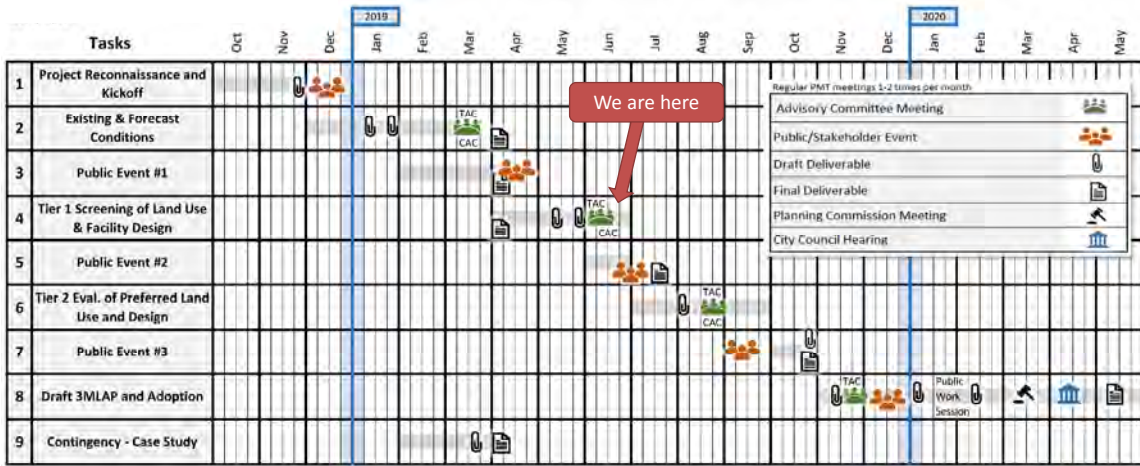 2019
2020
Tasks
Oct
Nov
Dec
Jan
Feb
Mar
Apr
May
Jun
Jul
Aug
Sep
Oct
Nov
Dec
Jan
Feb
Mar
Apr
May
1
Project Reconnaissance and
Kickoff
2
Existing & Forecast
Conditions
TAC
CAC
3
Public Event #1
4
Tier 1 Screening of Land Use
& Facility Design
TAC
CAC
5
Public Event #2
6
Tier 2 Eval. of Preferred Land
Use and Design
TAC
CAC
7
Public Event #3
8
Draft 3MLAP and Adoption
TAC
Public
Work
Session
9
Contingency - Case Study
We are here
Regular PMT meetings 1-2 times per month
Advisory Committee Meeting
Public/Stakeholder Event
Draft Deliverable
Final Deliverable
Planning Commission Meeting
City Council Hearing